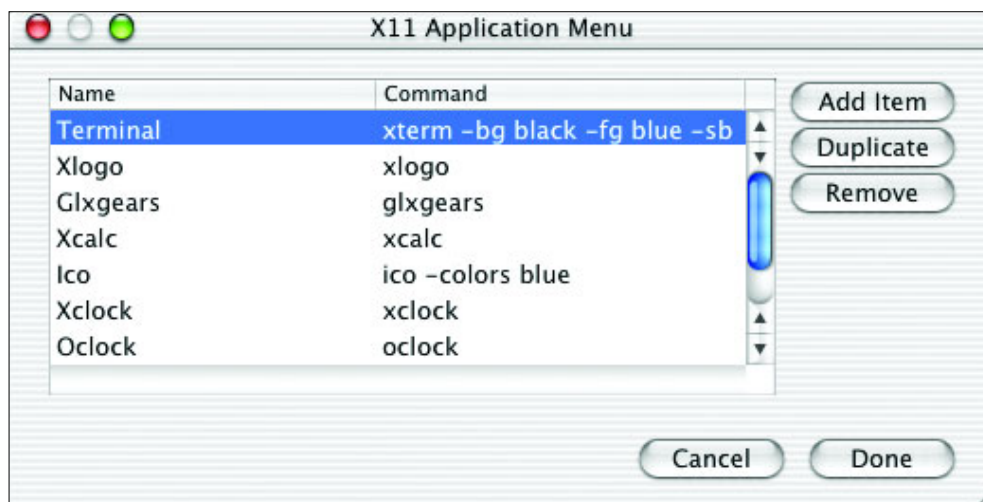 X11 Application Menu
Name Command
Terminal xterm -bg black -fg blue -sb
Xlogo xlogo
Glxgears glxgears
Xcalc xcalc
Ico ico -colors blue
Xclock xclock
Oclock oclock
Add Item
Duplicate
Remove
Cancel Done